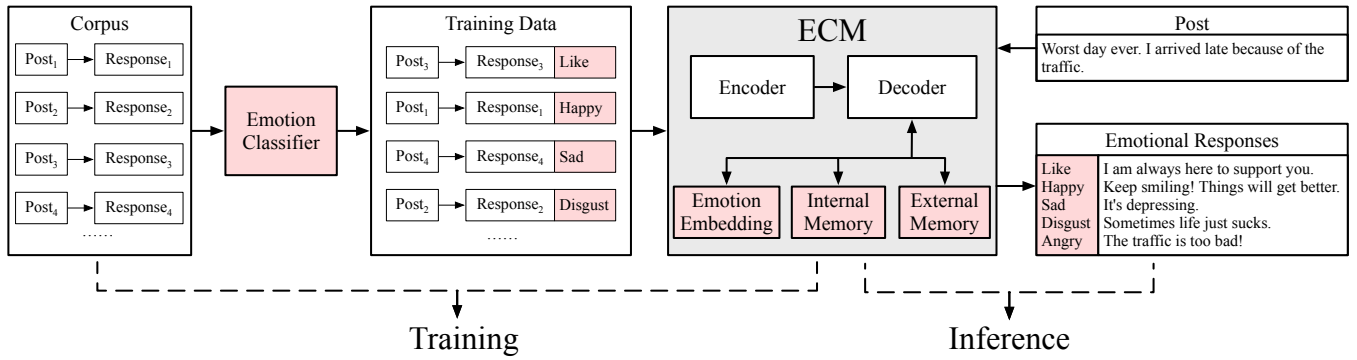 Corpus
Post₁ Response₁
Post₂ Response₂
Post₃ Response₃
Post₄ Response₄
......
Emotion
Classifier
Training Data
Post₃ Response₃ Like
Post₁ Response₁ Happy
Post₄ Response₄ Sad
Post₂ Response₂ Disgust
......
ECM
Encoder
Decoder
Emotion
Embedding
Internal
Memory
External
Memory
Post
Worst day ever. I arrived late because of the
traffic.
Emotional Responses
Like I am always here to support you.
Happy Keep smiling! Things will get better.
Sad It's depressing.
Disgust Sometimes life just sucks.
Angry The traffic is too bad!
Training
Inference